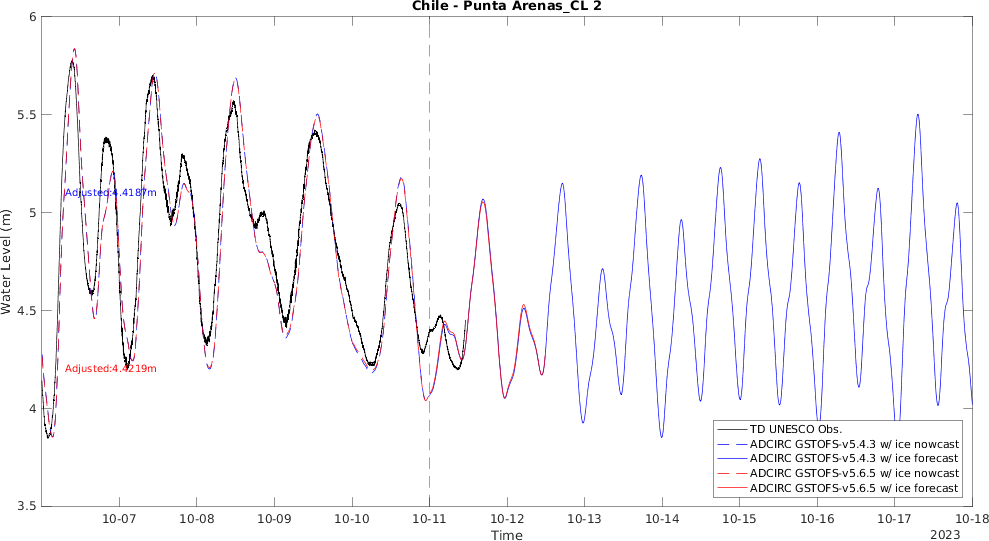 Chile - Punta Arenas_CL 2
6
5.5
5
4.5
4
3.5
Water Level (m)
Adjusted:4.4187m
Adjusted:4.4219m
TD UNESCO Obs.
ADCIRC GSTOFS-v5.4.3 w/ ice nowcast
ADCIRC GSTOFS-v5.4.3 w/ ice forecast
ADCIRC GSTOFS-v5.6.5 w/ ice nowcast
ADCIRC GSTOFS-v5.6.5 w/ ice forecast
10-07 10-08 10-09 10-10 10-11 10-12 10-13 10-14 10-15 10-16 10-17 10-18
Time 2023